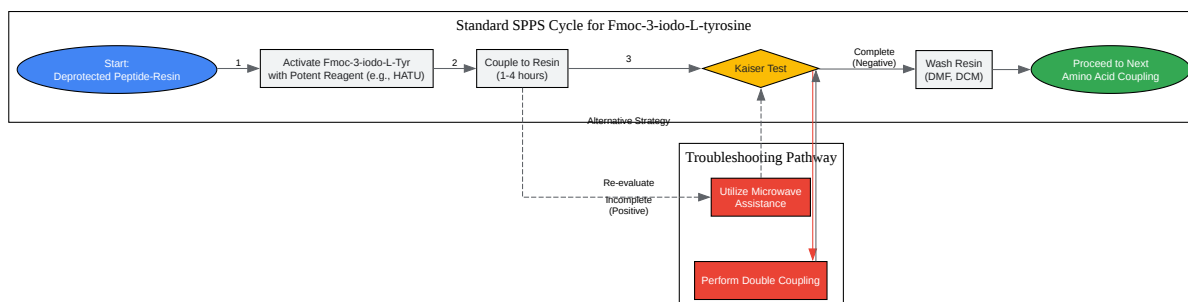 Standard SPPS Cycle for Fmoc-3-iodo-L-tyrosine
Start:
Deprotected Peptide-Resin
1
Activate Fmoc-3-iodo-L-Tyr
with Potent Reagent (e.g., HATU)
2
Couple to Resin
(1-4 hours)
3
Kaiser Test
Complete
(Negative)
Wash Resin
(DMF, DCM)
Proceed to Next
Amino Acid Coupling
Alternative Strategy
Troubleshooting Pathway
Re-evaluate
Incomplete
(Positive)
Utilize Microwave
Assistance
Perform Double Coupling